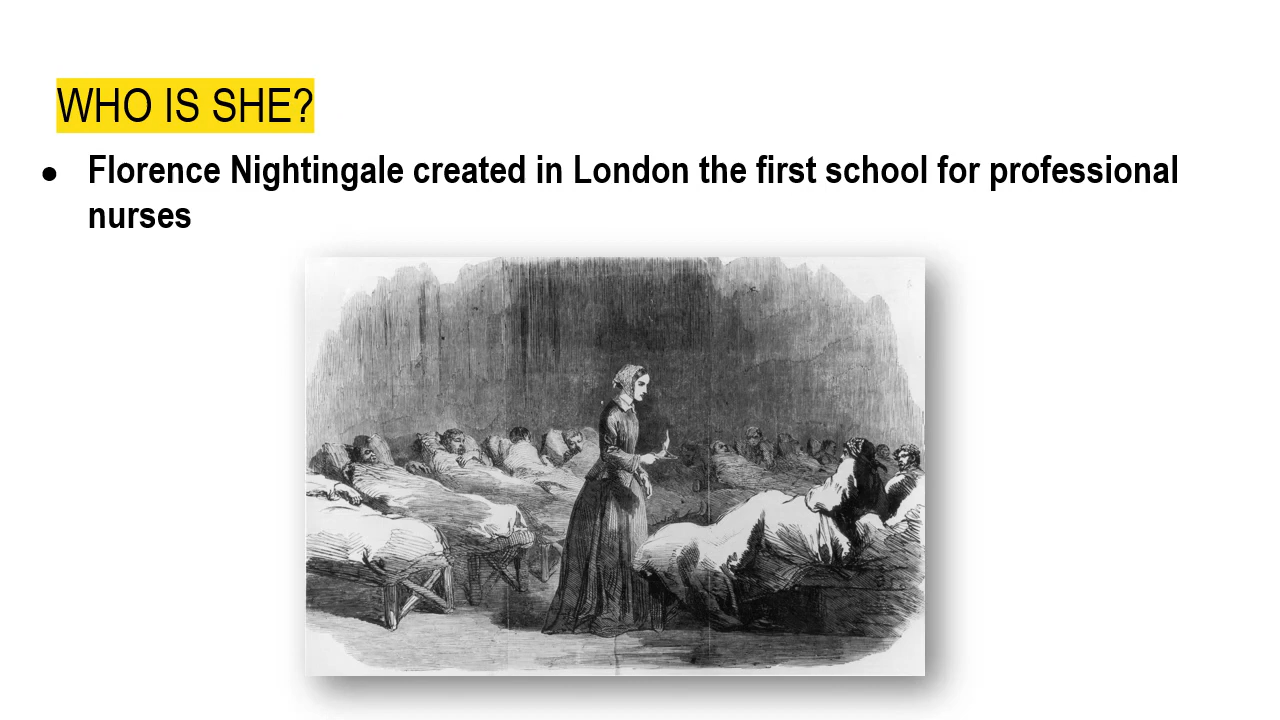 WHO IS SHE?
● Florence Nightingale created in London the first school for professional
nurses